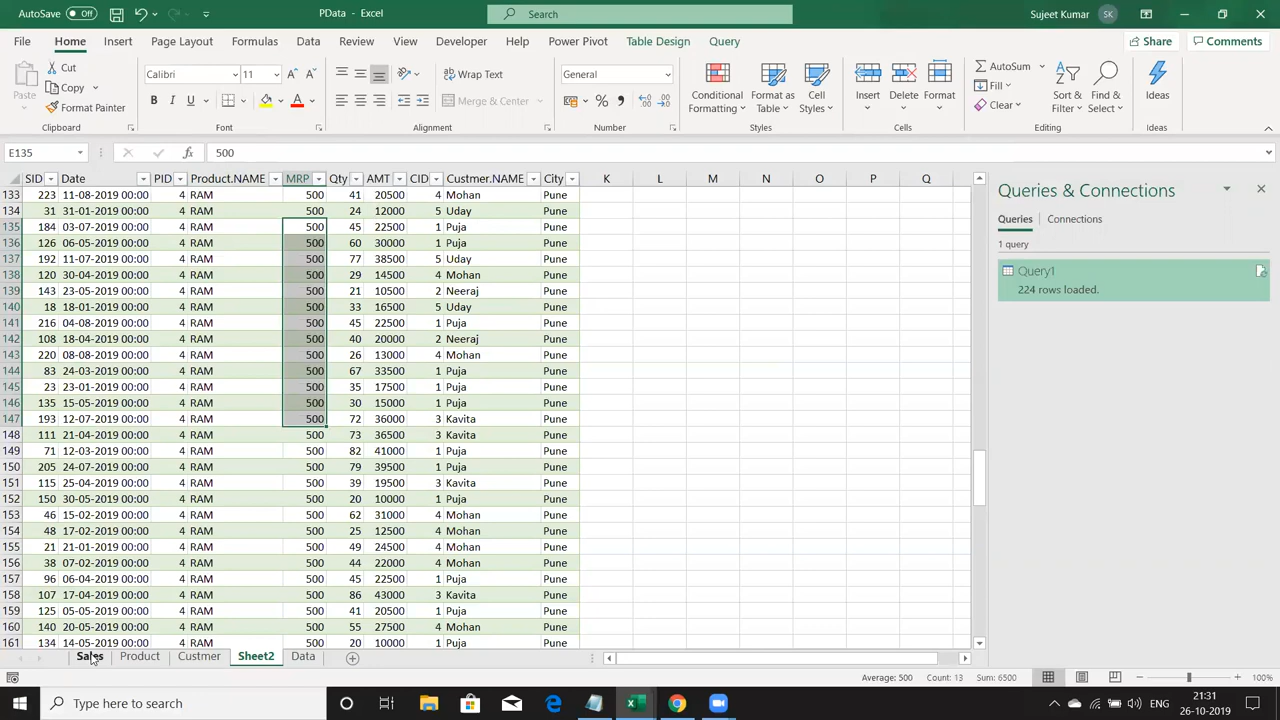 AutoSave Off PData - Excel Search Sujeet Kumar SK
File Home Insert Page Layout Formulas Data Review View Developer Help Power Pivot Table Design Query Share Comments
Cut
Copy
Format Painter
Paste
Calibri 11
B I U
Wrap Text
Merge & Center
General
Conditional Formatting
Format as Table
Cell Styles
Insert Delete Format
AutoSum
Fill
Clear
Sort & Filter
Find & Select
Ideas
Clipboard Font Alignment Number Styles Cells Editing Ideas
E135 fx 500
SID Date PID Product.NAME MRP Qty AMT CID Custmer.NAME City K L M N O P Q
133 223 11-08-2019 00:00 4 RAM 500 41 20500 4 Mohan Pune
134 31 31-01-2019 00:00 4 RAM 500 24 12000 5 Uday Pune
135 184 03-07-2019 00:00 4 RAM 500 45 22500 1 Puja Pune
136 126 06-05-2019 00:00 4 RAM 500 60 30000 1 Puja Pune
137 192 11-07-2019 00:00 4 RAM 500 77 38500 5 Uday Pune
138 120 30-04-2019 00:00 4 RAM 500 29 14500 4 Mohan Pune
139 143 23-05-2019 00:00 4 RAM 500 21 10500 2 Neeraj Pune
140 18 18-01-2019 00:00 4 RAM 500 33 16500 5 Uday Pune
141 216 04-08-2019 00:00 4 RAM 500 45 22500 1 Puja Pune
142 108 18-04-2019 00:00 4 RAM 500 40 20000 2 Neeraj Pune
143 220 08-08-2019 00:00 4 RAM 500 26 13000 4 Mohan Pune
144 83 24-03-2019 00:00 4 RAM 500 67 33500 1 Puja Pune
145 23 23-01-2019 00:00 4 RAM 500 35 17500 1 Puja Pune
146 135 15-05-2019 00:00 4 RAM 500 30 15000 1 Puja Pune
147 193 12-07-2019 00:00 4 RAM 500 72 36000 3 Kavita Pune
148 111 21-04-2019 00:00 4 RAM 500 73 36500 3 Kavita Pune
149 71 12-03-2019 00:00 4 RAM 500 82 41000 1 Puja Pune
150 205 24-07-2019 00:00 4 RAM 500 79 39500 1 Puja Pune
151 115 25-04-2019 00:00 4 RAM 500 39 19500 3 Kavita Pune
152 150 30-05-2019 00:00 4 RAM 500 20 10000 1 Puja Pune
153 46 15-02-2019 00:00 4 RAM 500 62 31000 4 Mohan Pune
154 48 17-02-2019 00:00 4 RAM 500 25 12500 4 Mohan Pune
155 21 21-01-2019 00:00 4 RAM 500 49 24500 4 Mohan Pune
156 38 07-02-2019 00:00 4 RAM 500 44 22000 4 Mohan Pune
157 96 06-04-2019 00:00 4 RAM 500 45 22500 1 Puja Pune
158 107 17-04-2019 00:00 4 RAM 500 86 43000 3 Kavita Pune
159 125 05-05-2019 00:00 4 RAM 500 41 20500 1 Puja Pune
160 140 20-05-2019 00:00 4 RAM 500 55 27500 4 Mohan Pune
161 134 14-05-2019 00:00 4 RAM 500 20 10000 1 Puja Pune
Queries & Connections
Queries Connections
1 query
Query1
224 rows loaded.
Sales Product Custmer Sheet2 Data
Average: 500 Count: 13 Sum: 6500 100%
Type here to search
ENG
21:31
26-10-2019